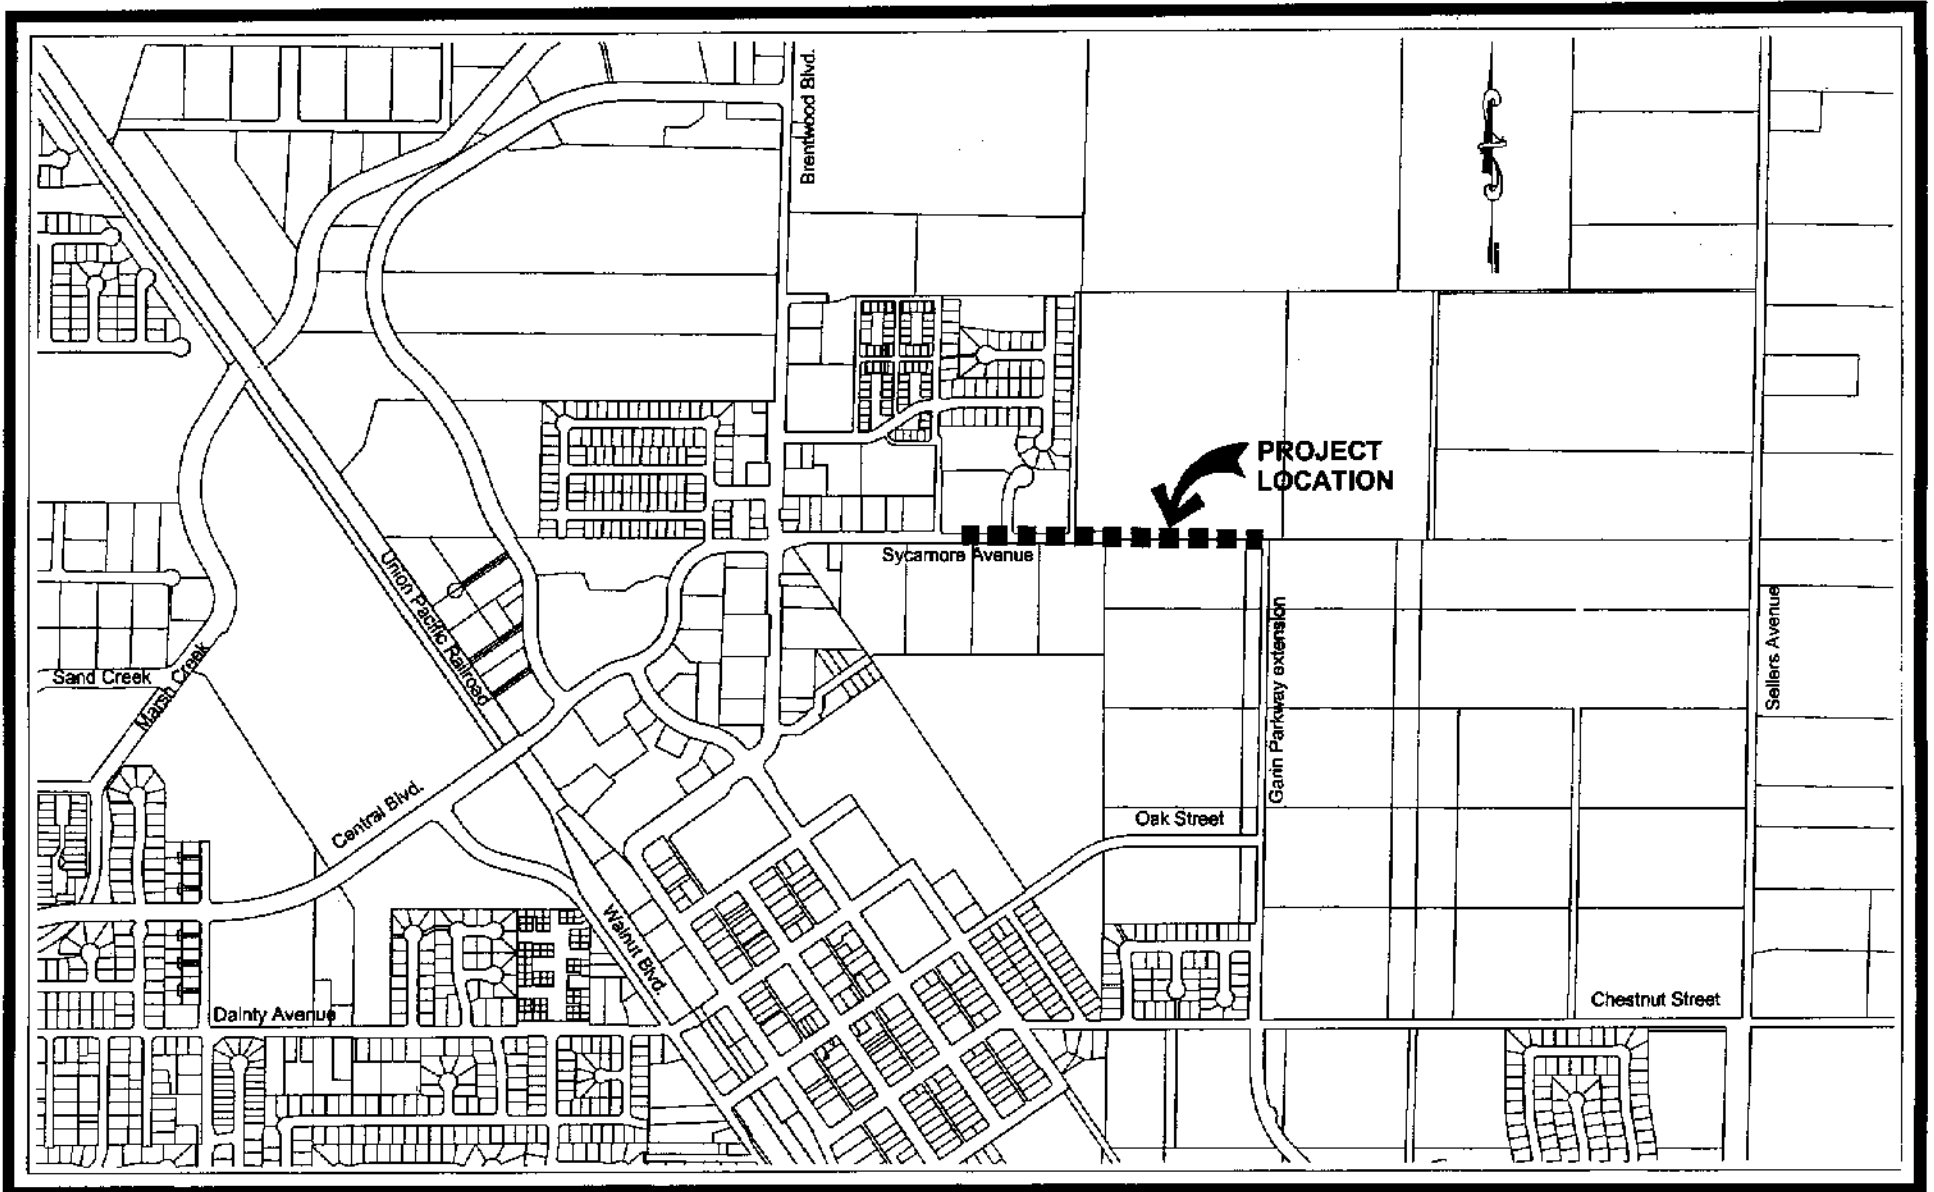 Brentwood Blvd.
PROJECT
LOCATION
Sycamore Avenue
Union Pacific Railroad
Sand Creek
Marsh Creek
Garin Parkway extension
Sellers Avenue
Central Blvd.
Oak Street
Walnut Blvd.
Dainty Avenue
Chestnut Street